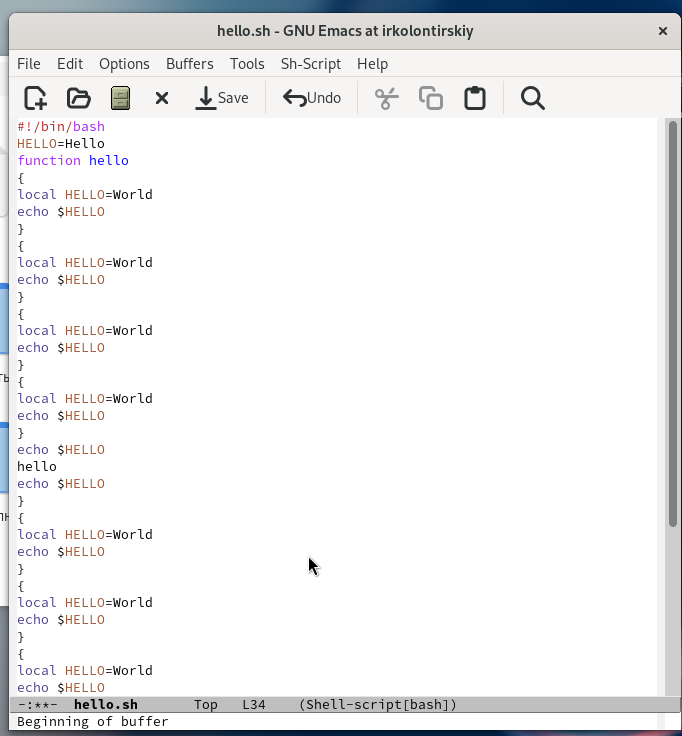 hello.sh - GNU Emacs at irkolontirskiy
File Edit Options Buffers Tools Sh-Script Help
Save Undo
#!/bin/bash
HELLO=Hello
function hello
{
local HELLO=World
echo $HELLO
}
{
local HELLO=World
echo $HELLO
}
{
local HELLO=World
echo $HELLO
}
{
local HELLO=World
echo $HELLO
}
echo $HELLO
hello
echo $HELLO
}
{
local HELLO=World
echo $HELLO
}
{
local HELLO=World
echo $HELLO
}
{
local HELLO=World
echo $HELLO
-:**- hello.sh Top L34 (Shell-script[bash])
Beginning of buffer